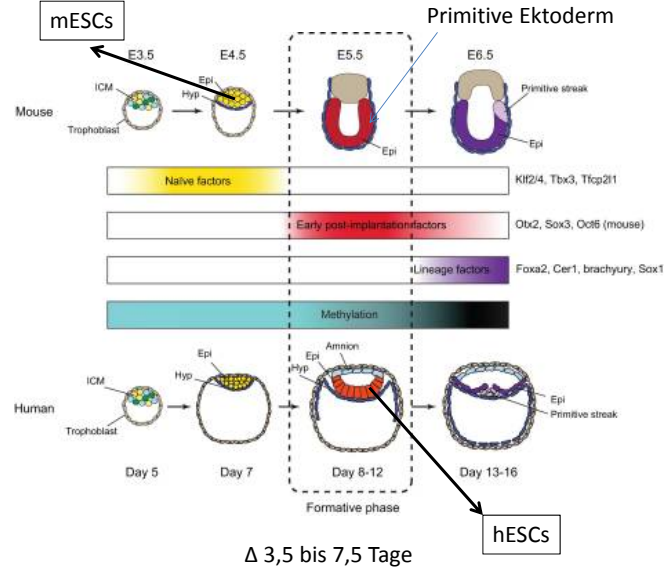 mESCs
Primitive Ektoderm
E3.5
E4.5
E5.5
E6.5
ICM
Epi
Hyp
Primitive streak
Mouse
Trophoblast
Epi
Epi
Naïve factors
Klf2/4, Tbx3, Tfcp2l1
Early post-implantation factors
Otx2, Sox3, Oct6 (mouse)
Lineage factors
Foxa2, Cer1, brachyury, Sox1
Methylation
Amnion
Epi
Epi
Hyp
Hyp
ICM
Epi
Human
Primitive streak
Trophoblast
Day 5
Day 7
Day 8-12
Day 13-16
Formative phase
hESCs
Δ 3,5 bis 7,5 Tage